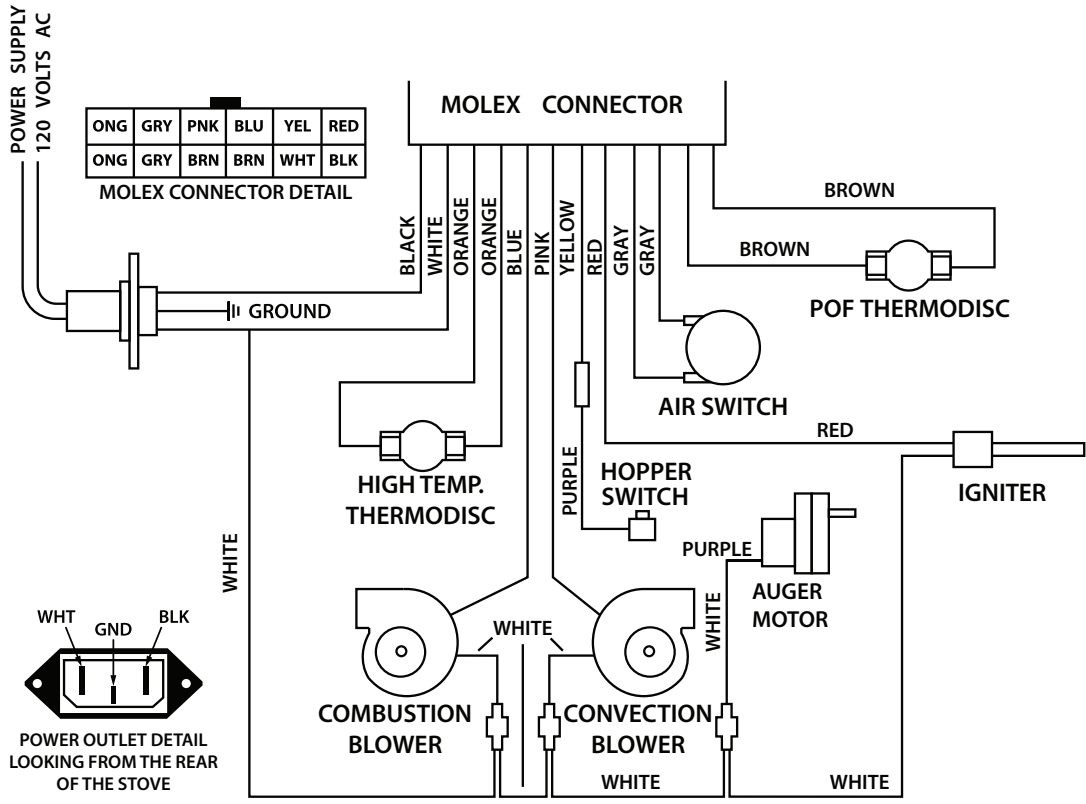 POWER SUPPLY
120 VOLTS AC
ONG GRY PNK BLU YEL RED
ONG GRY BRN BRN WHT BLK
MOLEX CONNECTOR DETAIL
MOLEX CONNECTOR
BLACK
WHITE
ORANGE
ORANGE
BLUE
PINK
YELLOW
RED
GRAY
GRAY
BROWN
BROWN
POF THERMODISC
GROUND
AIR SWITCH
RED
IGNITER
HIGH TEMP.
THERMODISC
PURPLE
HOPPER
SWITCH
PURPLE
AUGER
MOTOR
WHITE
WHITE
WHITE
COMBUSTION
BLOWER
CONVECTION
BLOWER
WHITE
WHITE
WHT
GND
BLK
POWER OUTLET DETAIL
LOOKING FROM THE REAR
OF THE STOVE